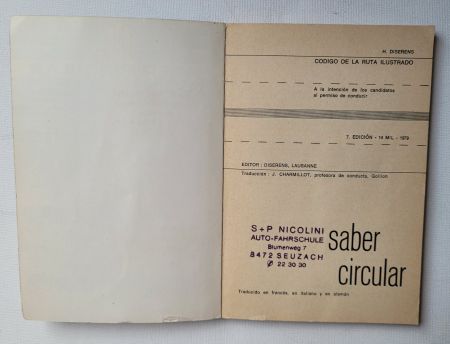 H. DISERENS
CODIGO DE LA RUTA ILUSTRADO
A la intención de los candidatos
al permiso de conducir
7. EDICIÓN - 14 MIL - 1979
EDITOR : DISERENS, LAUSANNE
Traducción : J. CHARMILLOT, profesora de conducta, Gollion
S+P NICOLINI
AUTO-FAHRSCHULE
Blumenweg 7
8472 SEUZACH
✆ 22 30 30
saber
circular
Traducido en francés, en italiano y en alemán